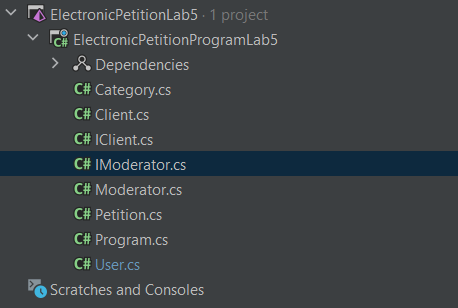 ElectronicPetitionLab5 · 1 project
ElectronicPetitionProgramLab5
Dependencies
C# Category.cs
C# Client.cs
C# IClient.cs
C# IModerator.cs
C# Moderator.cs
C# Petition.cs
C# Program.cs
C# User.cs
Scratches and Consoles